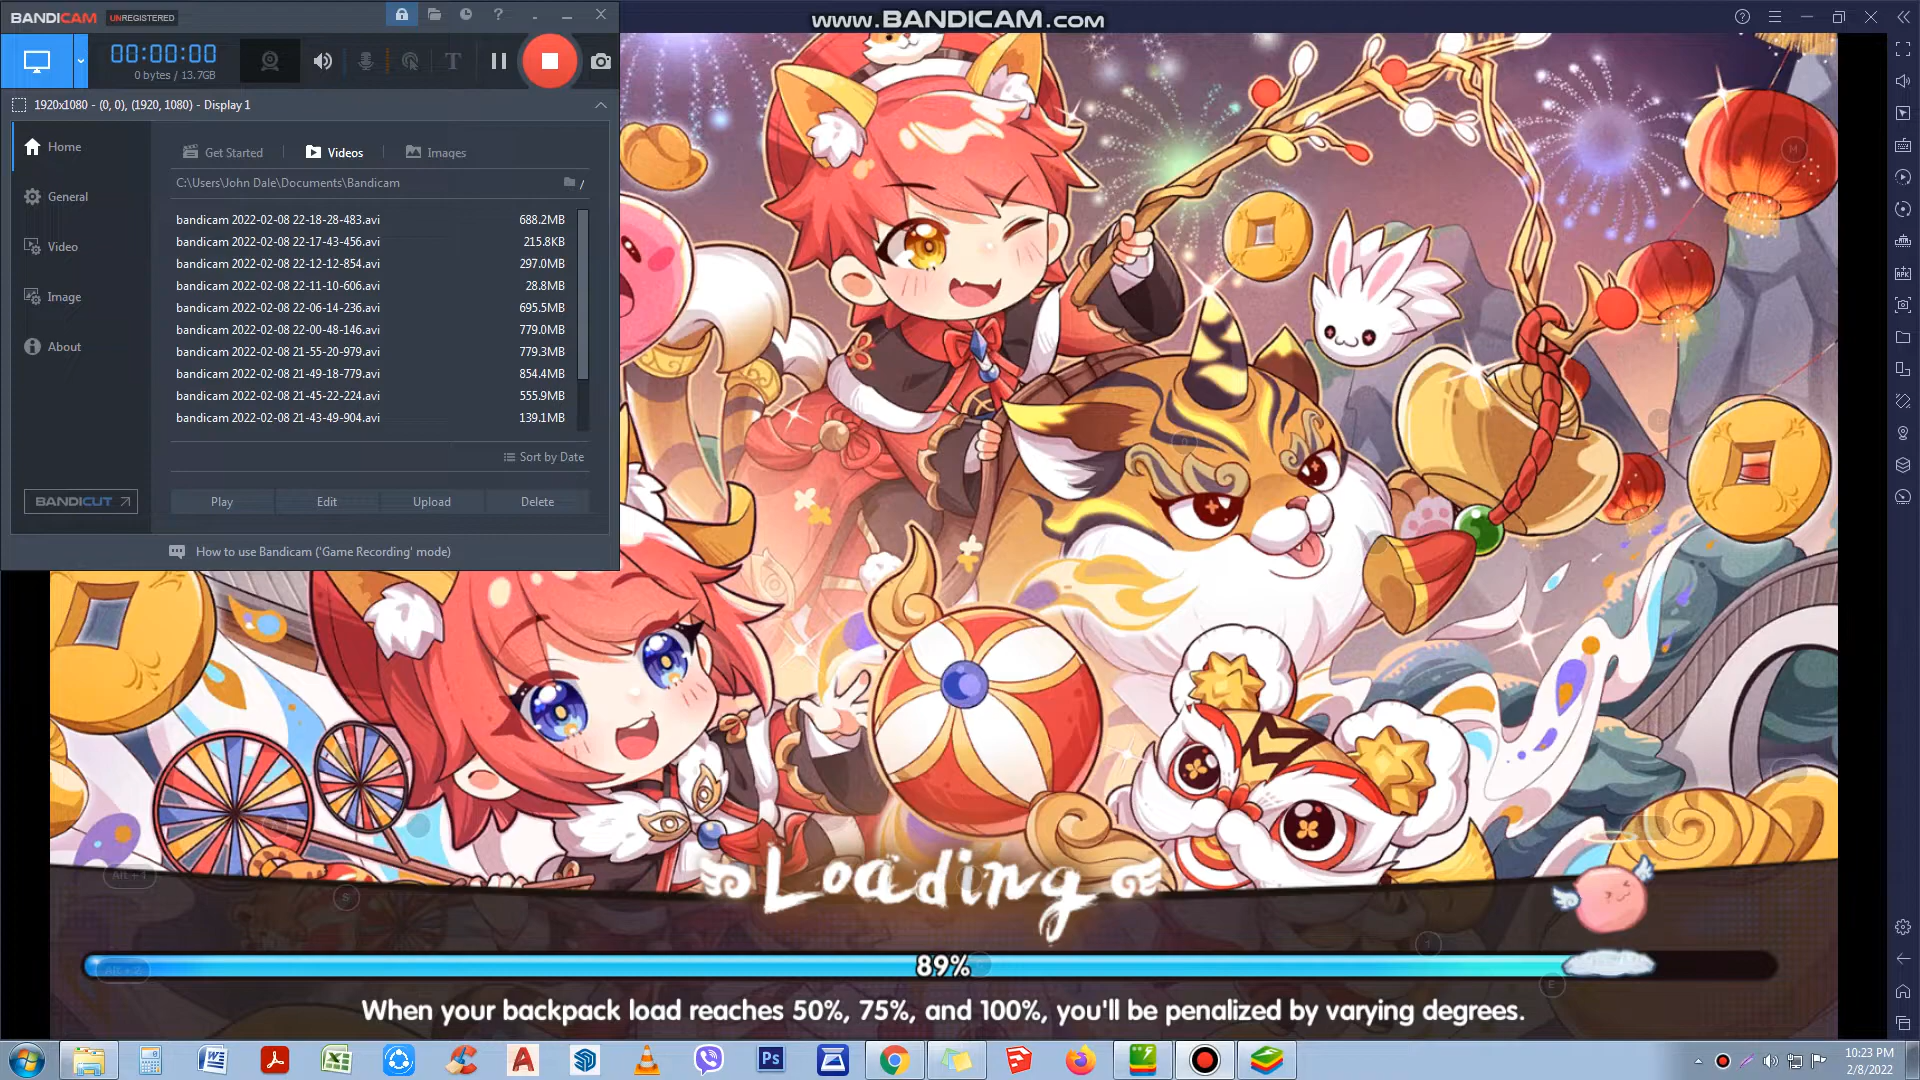 BANDICAM UNREGISTERED
www.BANDICAM.com
00:00:00
0 bytes / 13.7GB
T
1920x1080 - (0, 0), (1920, 1080) - Display 1
Home
General
Video
Image
About
BANDICUT
Get Started
Videos
Images
C:\Users\John Dale\Documents\Bandicam
/
bandicam 2022-02-08 22-18-28-483.avi 688.2MB
bandicam 2022-02-08 22-17-43-456.avi 215.8KB
bandicam 2022-02-08 22-12-12-854.avi 297.0MB
bandicam 2022-02-08 22-11-10-606.avi 28.8MB
bandicam 2022-02-08 22-06-14-236.avi 695.5MB
bandicam 2022-02-08 22-00-48-146.avi 779.0MB
bandicam 2022-02-08 21-55-20-979.avi 779.3MB
bandicam 2022-02-08 21-49-18-779.avi 854.4MB
bandicam 2022-02-08 21-45-22-224.avi 555.9MB
bandicam 2022-02-08 21-43-49-904.avi 139.1MB
Sort by Date
Play Edit Upload Delete
How to use Bandicam ('Game Recording' mode)
M
Alt + 1
S
Loading
Alt + 2
89%
E
When your backpack load reaches 50%, 75%, and 100%, you'll be penalized by varying degrees.
Ps
10:23 PM
2/8/2022